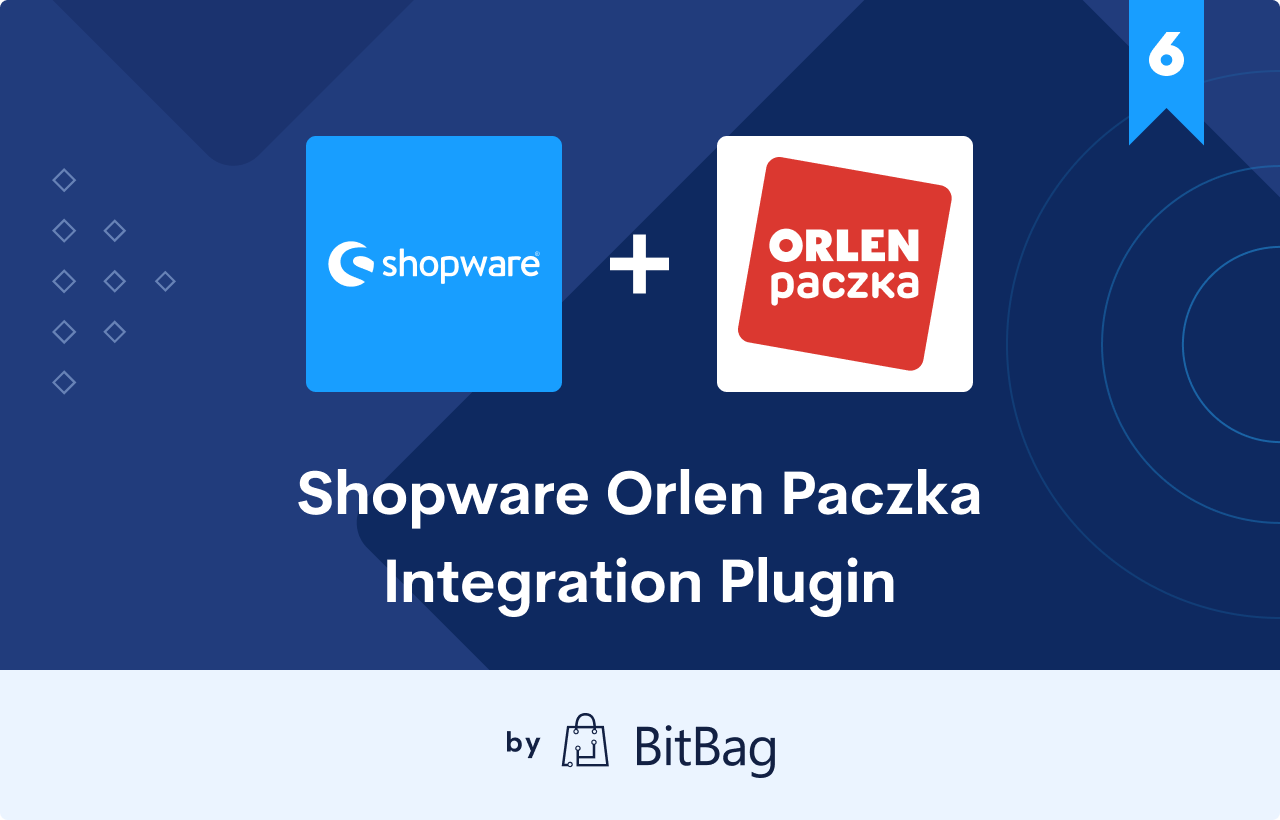 6
shopware®
+
ORLEN
paczka
Shopware Orlen Paczka
Integration Plugin
by BitBag